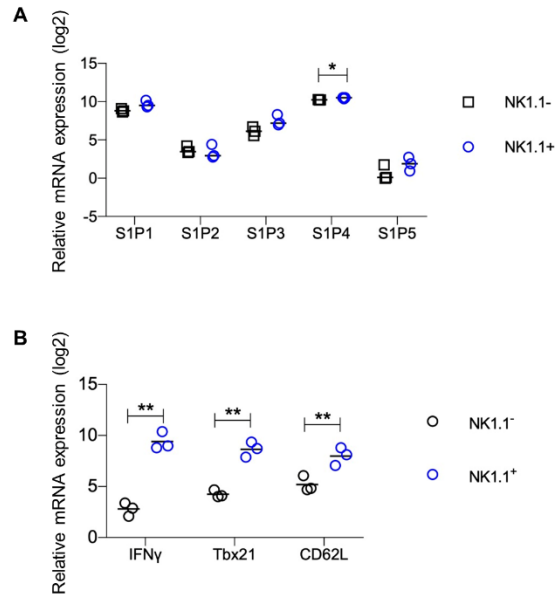 A
Relative mRNA expression (log2)
15
10
5
0
-5
*
S1P1 S1P2 S1P3 S1P4 S1P5
NK1.1-
NK1.1+
B
Relative mRNA expression (log2)
15
10
5
0
** ** **
IFNγ Tbx21 CD62L
NK1.1⁻
NK1.1⁺